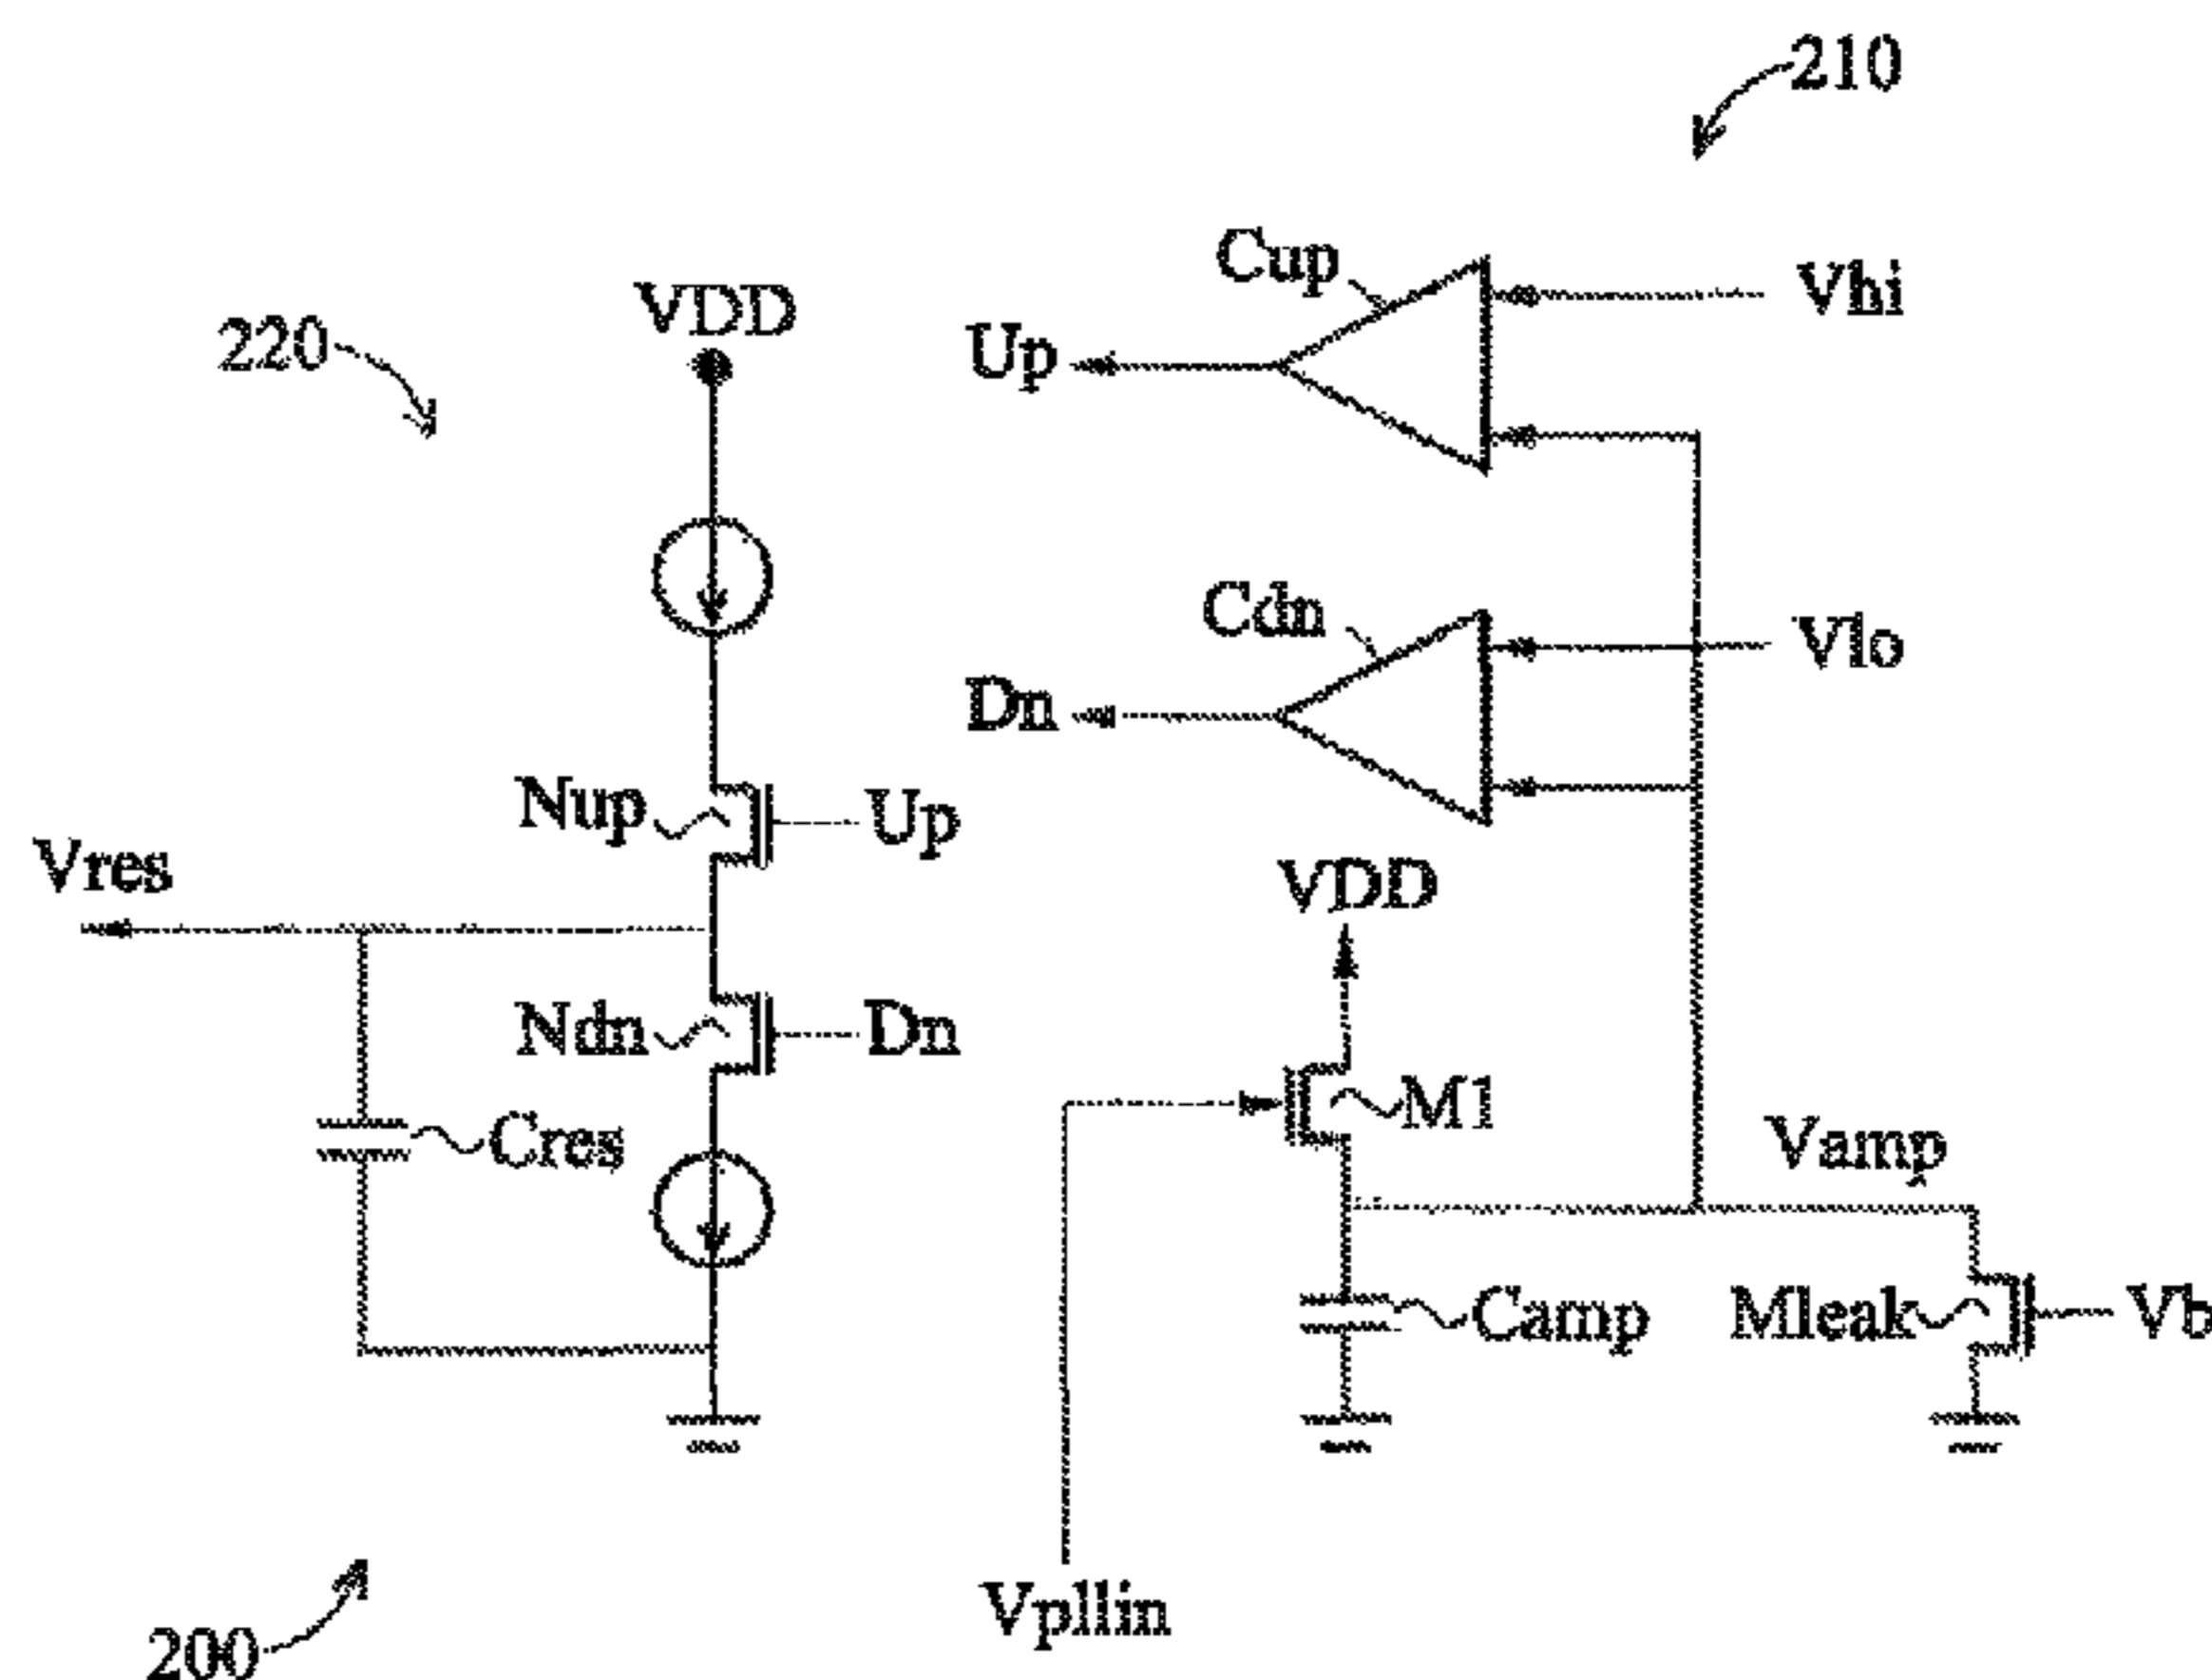 210
Cup
Vhi
VDD
220
Up
Cdn
Vlo
Dn
Nup
Up
Vres
VDD
Ndn
Dn
M1
Cres
Vamp
Camp
Mleak
Vb
Vpllin
200